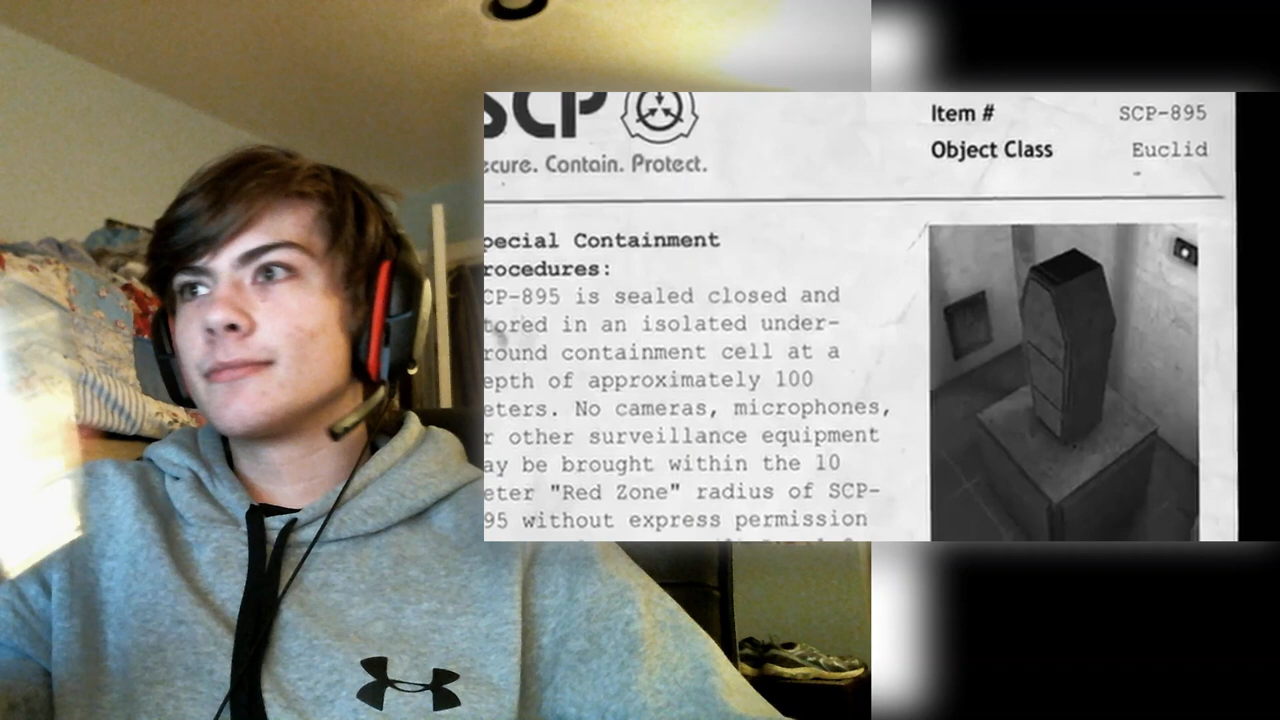 SCP
ecure. Contain. Protect.
Item # SCP-895
Object Class Euclid
pecial Containment
rocedures:
CP-895 is sealed closed and
tored in an isolated under-
round containment cell at a
epth of approximately 100
eters. No cameras, microphones,
r other surveillance equipment
ay be brought within the 10
eter "Red Zone" radius of SCP-
95 without express permission